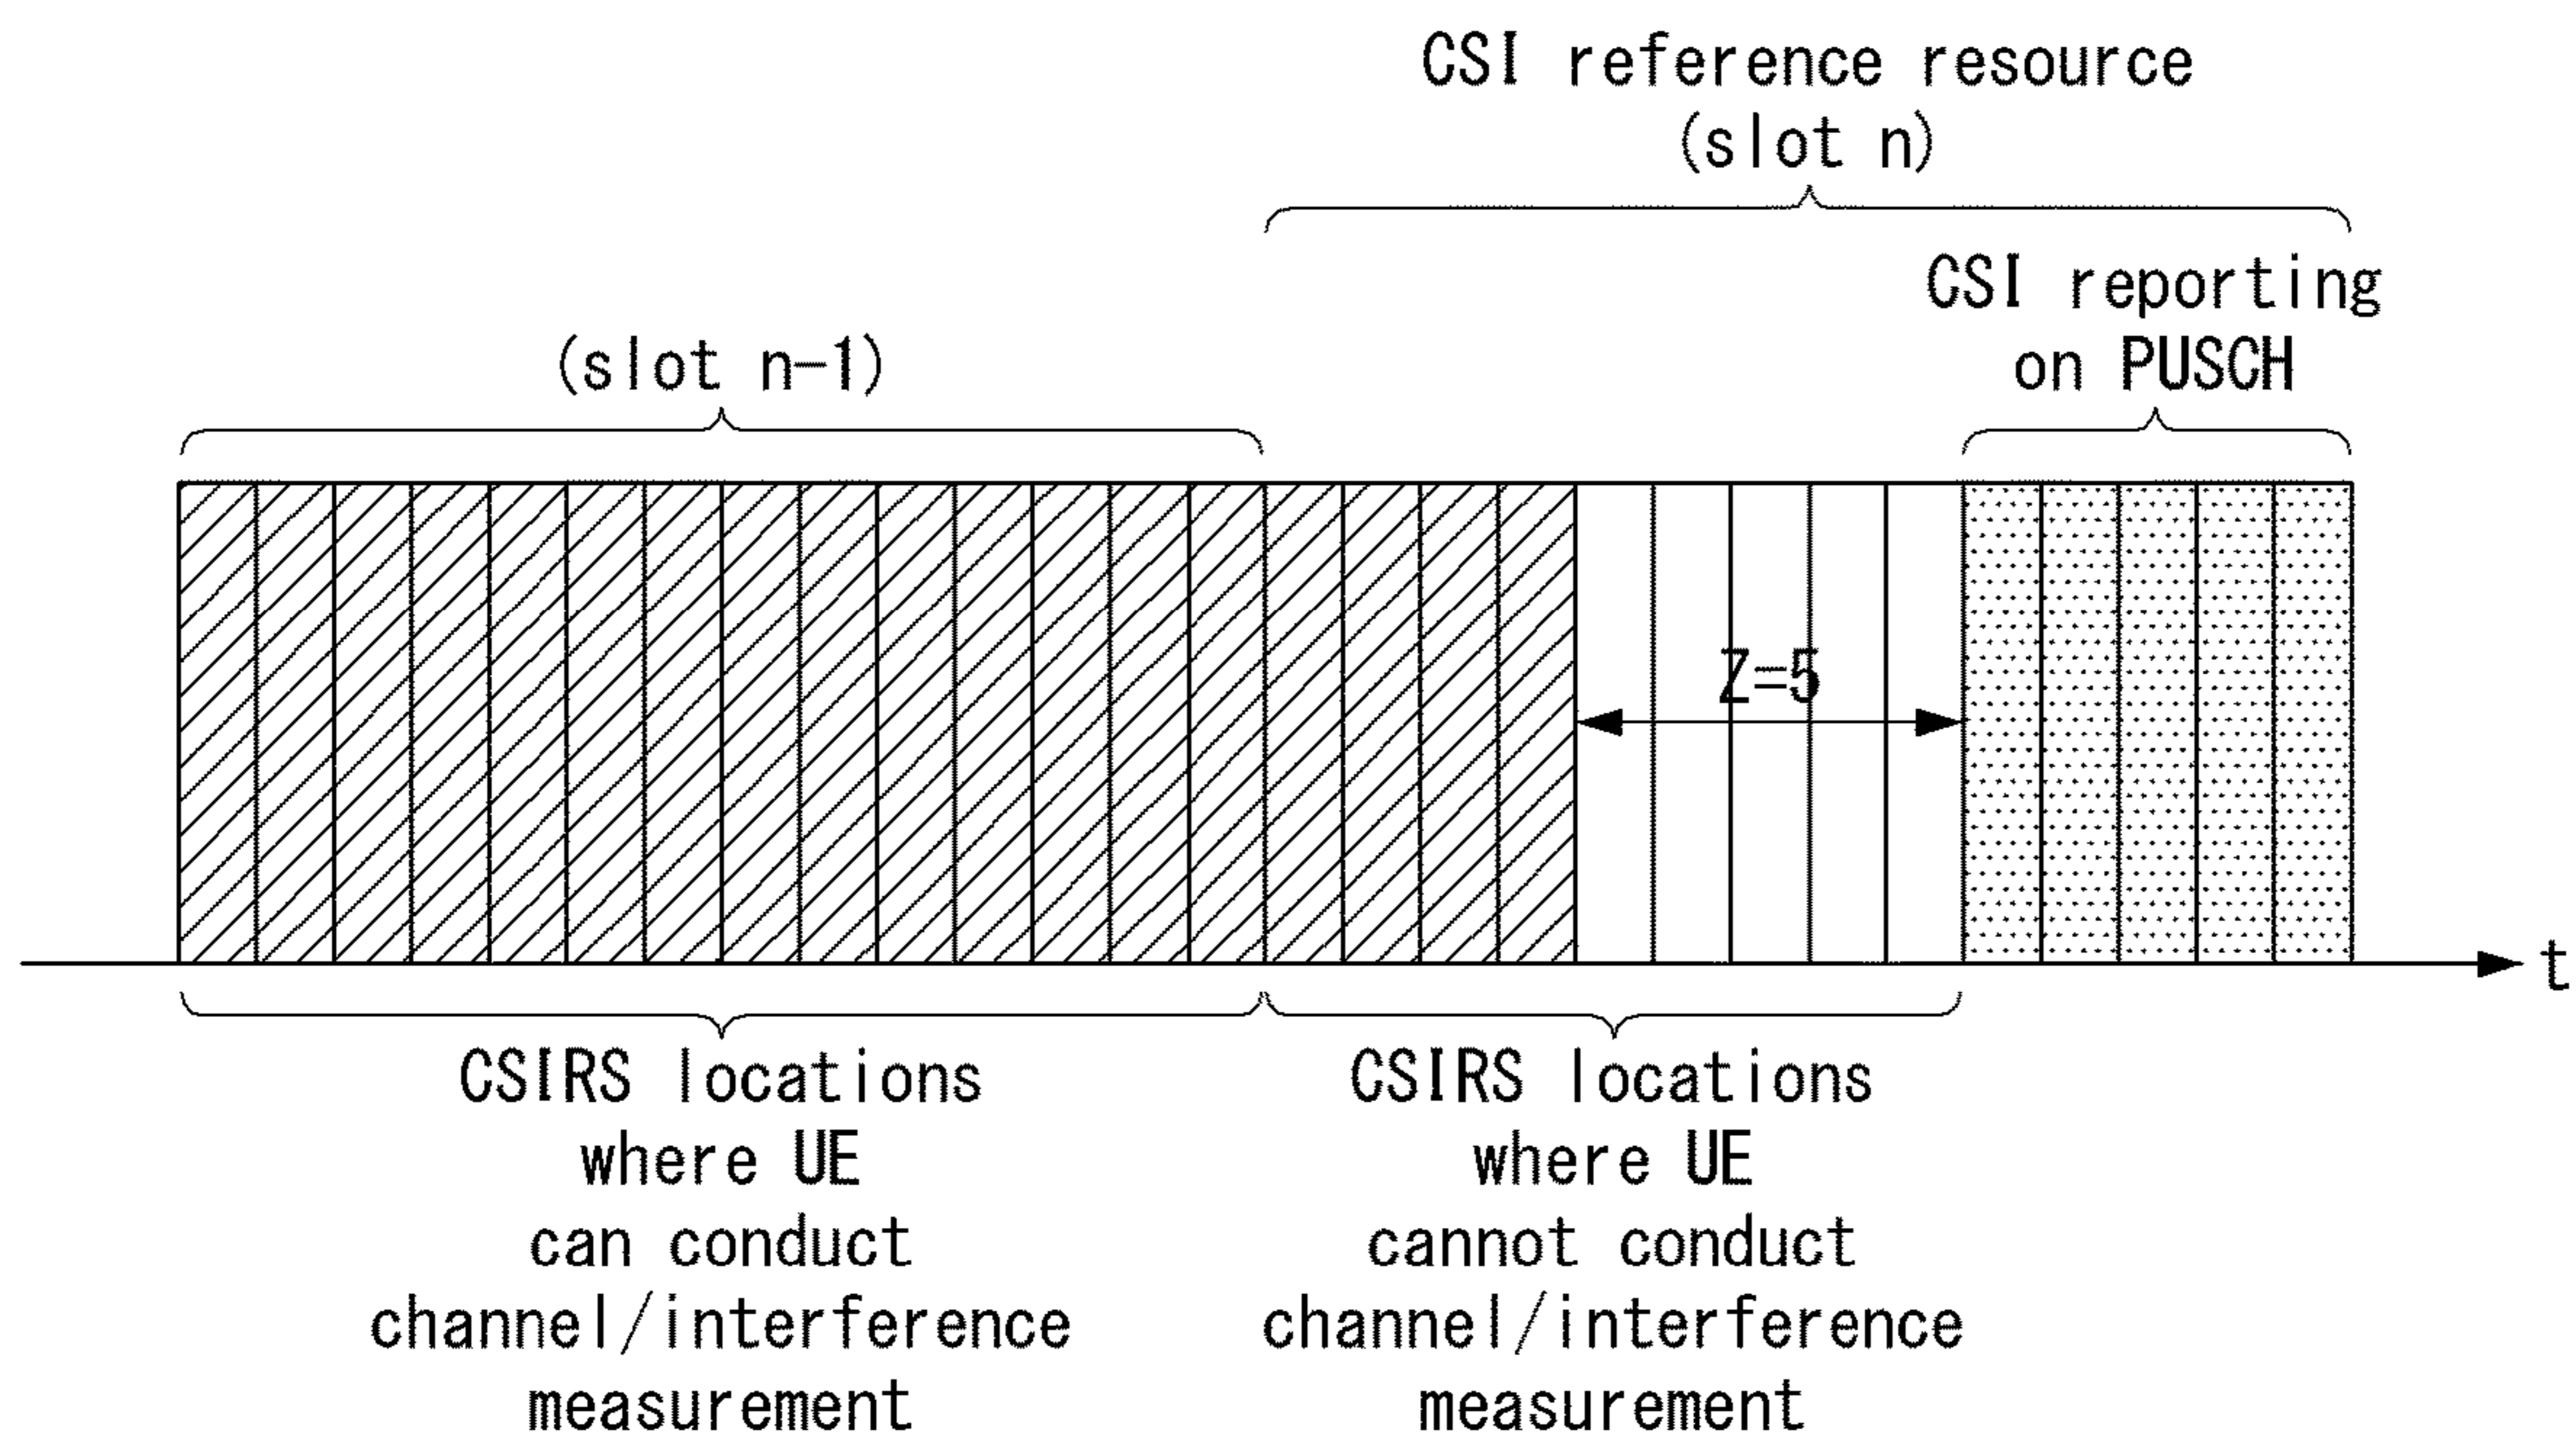 CSI reference resource
(slot n)
CSI reporting
on PUSCH
(slot n-1)
Z=5
t
CSIRS locations
where UE
can conduct
channel/interference
measurement
CSIRS locations
where UE
cannot conduct
channel/interference
measurement